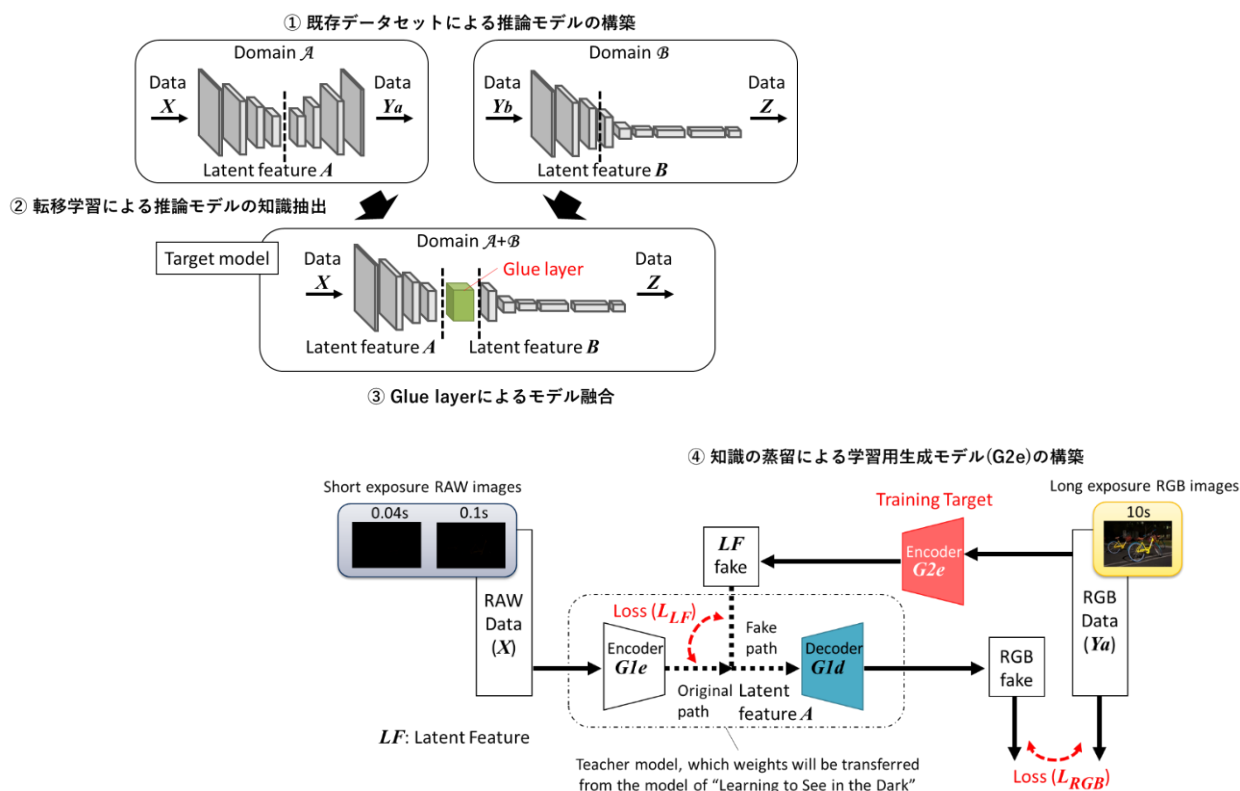 ① 既存データセットによる推論モデルの構築
Domain 𝒜
Data
X
Data
Ya
Latent feature A
Domain ℬ
Data
Yb
Data
Z
Latent feature B
② 転移学習による推論モデルの知識抽出
Target model
Domain 𝒜+ℬ
Data
X
Glue layer
Data
Z
Latent feature A
Latent feature B
③ Glue layerによるモデル融合
④ 知識の蒸留による学習用生成モデル(G2e)の構築
Short exposure RAW images
0.04s
0.1s
RAW
Data
(X)
Training Target
Long exposure RGB images
10s
LF
fake
Encoder
G2e
RGB
Data
(Ya)
Loss (LLF)
Encoder
G1e
Fake
path
Decoder
G1d
RGB
fake
Original
path
Latent
feature A
LF: Latent Feature
Teacher model, which weights will be transferred
from the model of “Learning to See in the Dark”
Loss (LRGB)